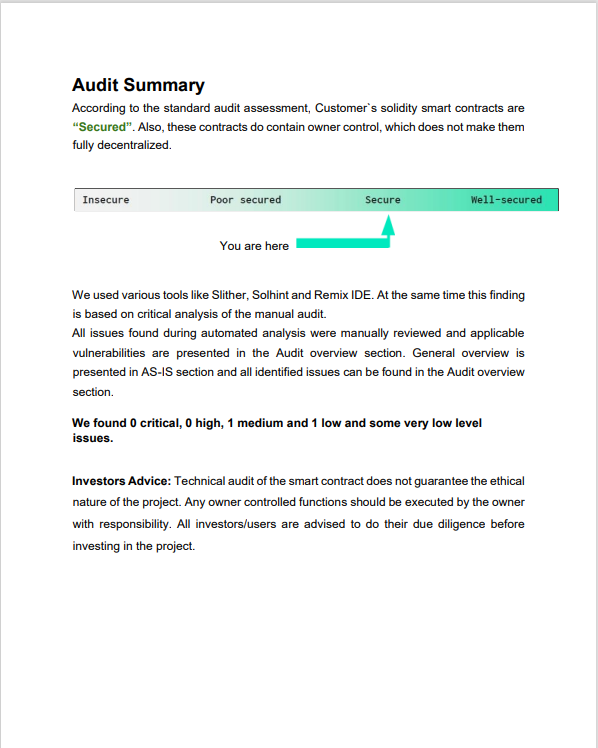 Audit Summary
According to the standard audit assessment, Customer`s solidity smart contracts are
“Secured”. Also, these contracts do contain owner control, which does not make them
fully decentralized.
Insecure Poor secured Secure Well-secured
You are here
We used various tools like Slither, Solhint and Remix IDE. At the same time this finding
is based on critical analysis of the manual audit.
All issues found during automated analysis were manually reviewed and applicable
vulnerabilities are presented in the Audit overview section. General overview is
presented in AS-IS section and all identified issues can be found in the Audit overview
section.
We found 0 critical, 0 high, 1 medium and 1 low and some very low level
issues.
Investors Advice: Technical audit of the smart contract does not guarantee the ethical
nature of the project. Any owner controlled functions should be executed by the owner
with responsibility. All investors/users are advised to do their due diligence before
investing in the project.